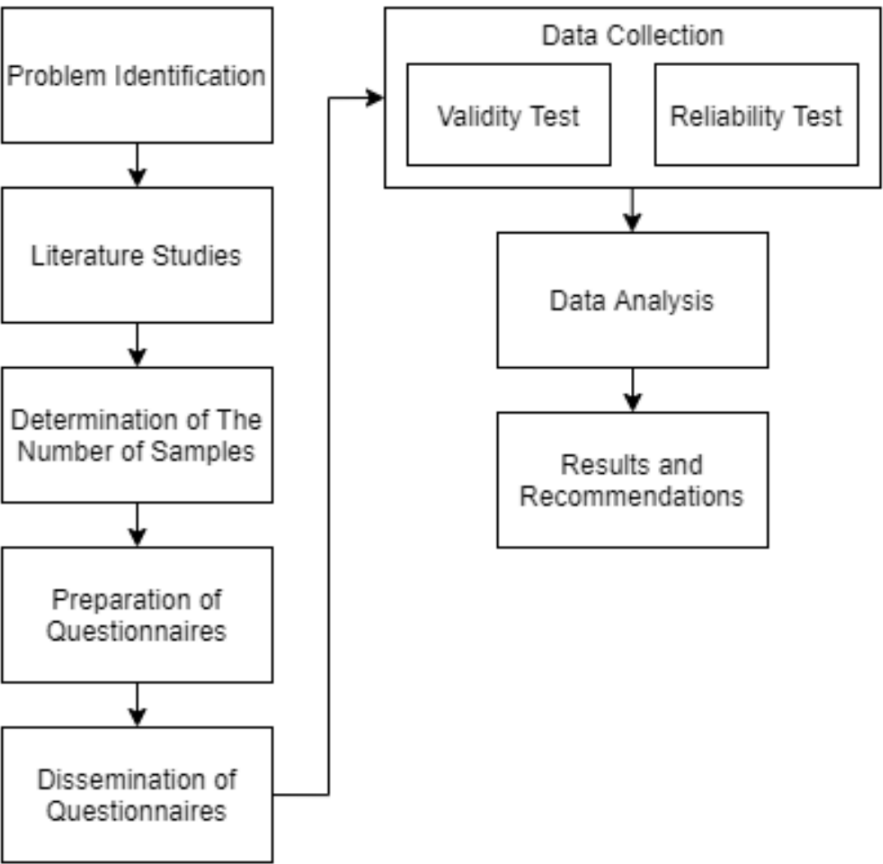 Problem Identification
Literature Studies
Determination of The
Number of Samples
Preparation of
Questionnaires
Dissemination of
Questionnaires
Data Collection
Validity Test
Reliability Test
Data Analysis
Results and
Recommendations